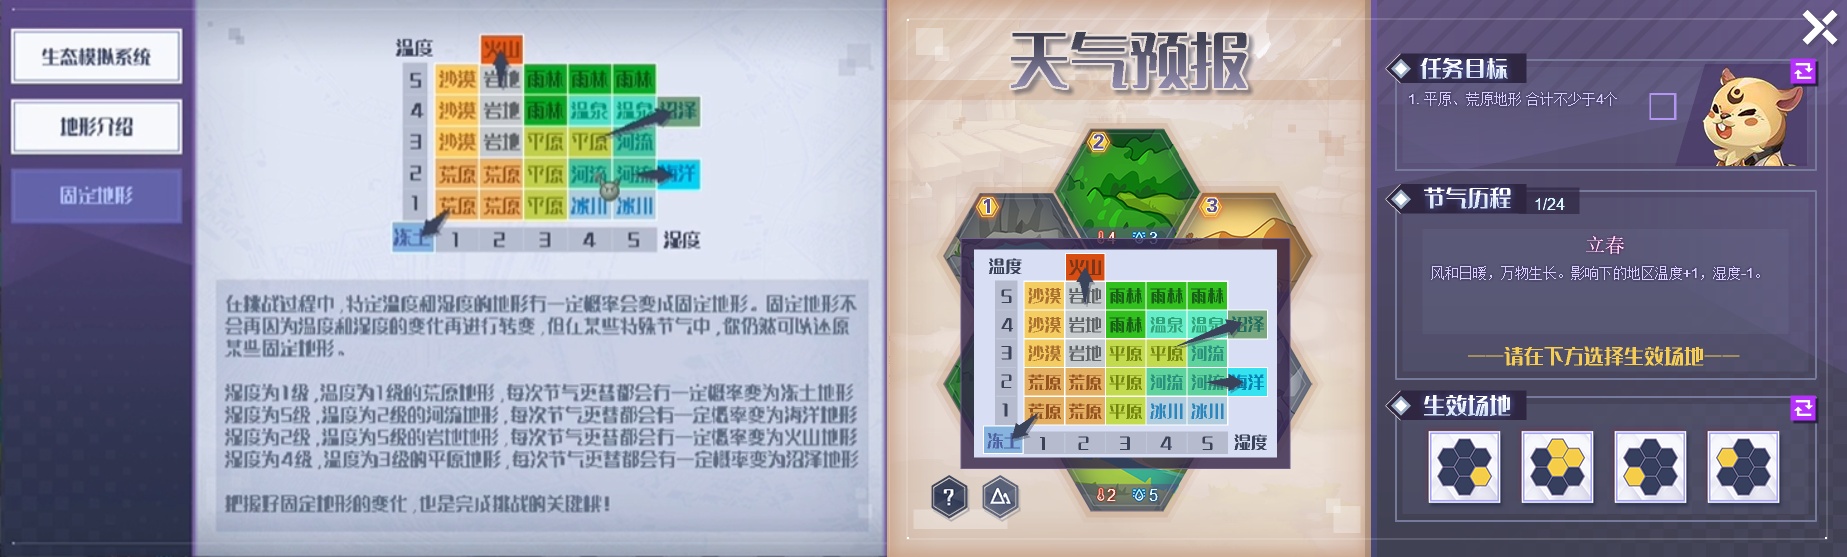 生态模拟系统
地形介绍
固定地形
温度
火山
5 沙漠 岩地 雨林 雨林 雨林
4 沙漠 岩地 雨林 温泉 温泉 沼泽
3 沙漠 岩地 平原 平原 河流
2 荒原 荒原 平原 河流 河流 海洋
1 荒原 荒原 平原 冰川 冰川
冻土 1 2 3 4 5 湿度
在挑战过程中,特定温度和湿度的地形有一定概率会变成固定地形。固定地形不
会再因为温度和湿度的变化再进行转变,但在某些特殊节气中,你仍然可以还原
某些固定地形。
湿度为1级,温度为1级的荒原地形,每次节气更替都会有一定概率变为冻土地形
湿度为5级,温度为2级的河流地形,每次节气更替都会有一定概率变为海洋地形
湿度为2级,温度为5级的岩地地形,每次节气更替都会有一定概率变为火山地形
湿度为4级,温度为3级的平原地形,每次节气更替都会有一定概率变为沼泽地形
把握好固定地形的变化,也是完成挑战的关键哦!
天气预报
2
1
3
4 3
温度
火山
5 沙漠 岩地 雨林 雨林 雨林
4 沙漠 岩地 雨林 温泉 温泉 沼泽
3 沙漠 岩地 平原 平原 河流
2 荒原 荒原 平原 河流 河流 海洋
1 荒原 荒原 平原 冰川 冰川
冻土 1 2 3 4 5 湿度
2 5
?
任务目标
1. 平原、荒原地形 合计不少于4个
节气历程 1/24
立春
风和日暖，万物生长。影响下的地区温度+1，湿度-1。
——请在下方选择生效场地——
生效场地